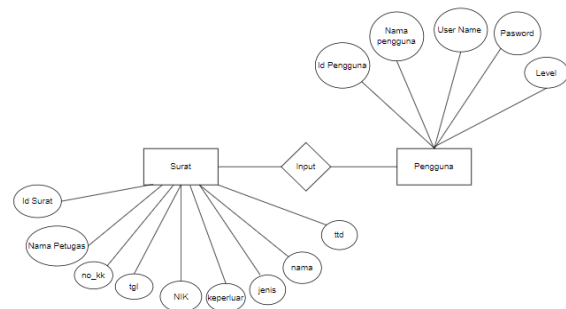 Nama
pengguna
User Name
Pasword
Id Pengguna
Level
Surat
Input
Pengguna
Id Surat
Nama Petugas
no_kk
tgl
NIK
keperluar
jenis
nama
ttd